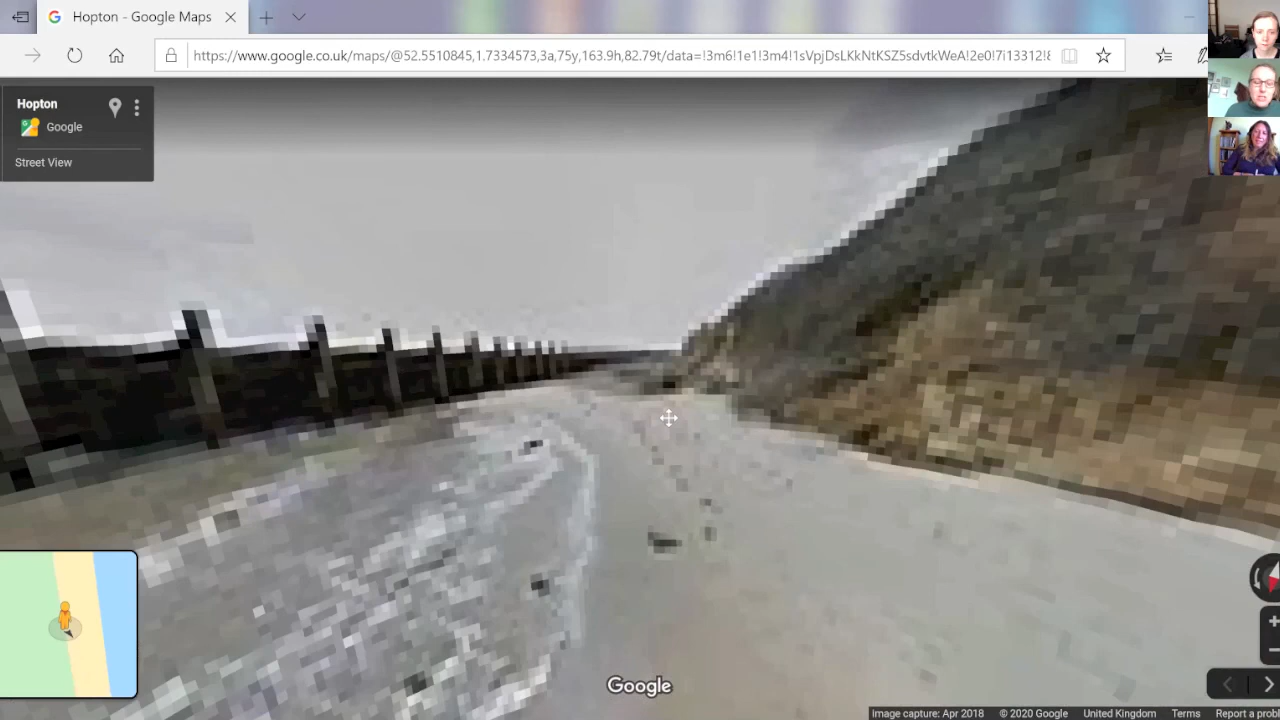 Hopton - Google Maps
https://www.google.co.uk/maps/@52.5510845,1.7334573,3a,75y,163.9h,82.79t/data=!3m6!1e1!3m4!1sVpjDsLKkNtKSZ5sdvtkWeA!2e0!7i13312!8
Hopton
Google
Street View
Google
Image capture: Apr 2018 © 2020 Google United Kingdom Terms Report a probl